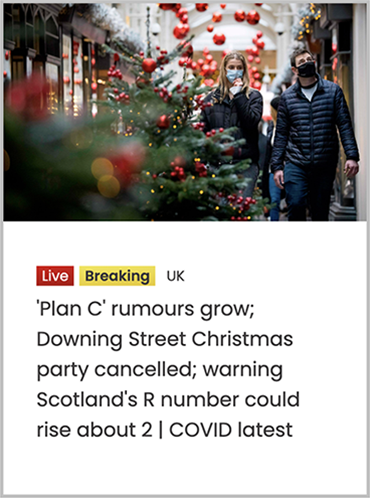 Live Breaking UK
'Plan C' rumours grow;
Downing Street Christmas
party cancelled; warning
Scotland's R number could
rise about 2 | COVID latest